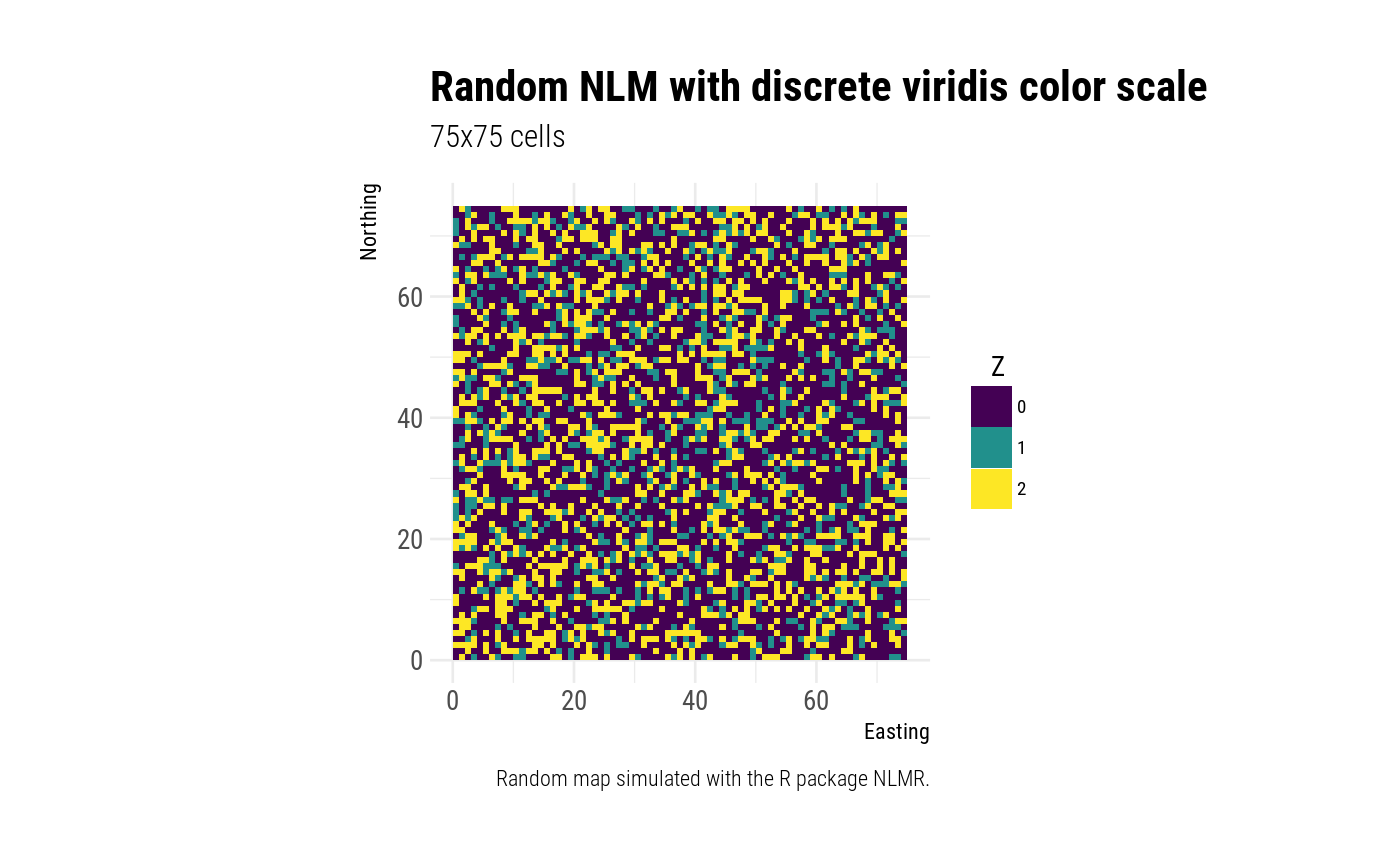 Random NLM with discrete viridis color scale
75x75 cells
Northing
60
40
20
0
0 20 40 60
Easting
Z
0
1
2
Random map simulated with the R package NLMR.